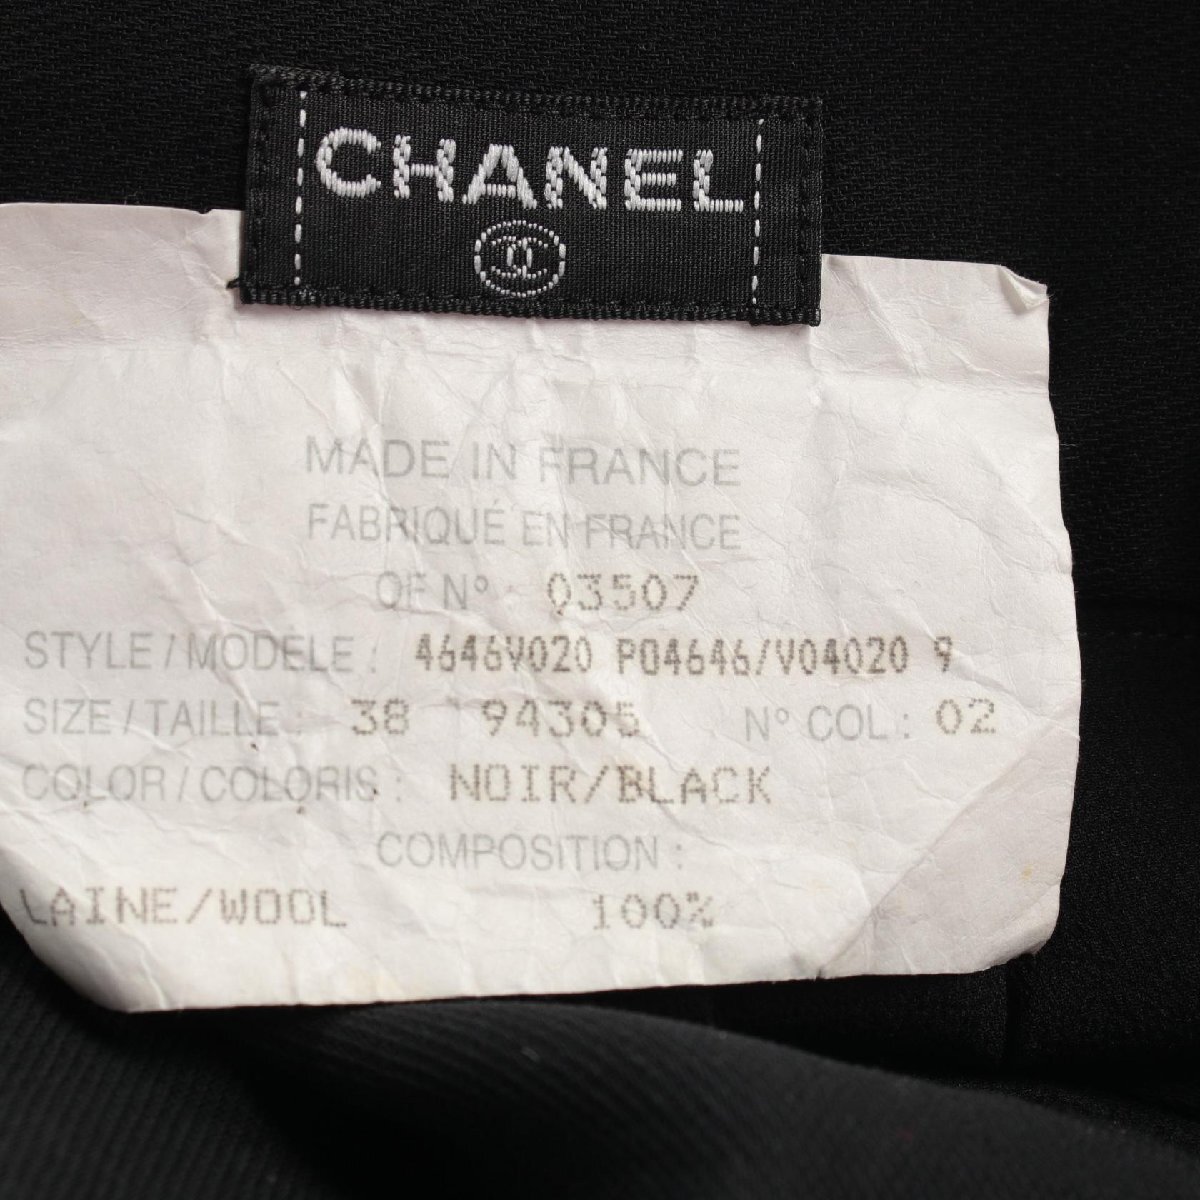 CHANEL
MADE IN FRANCE
FABRIQUÉ EN FRANCE
OF N° : 03507
STYLE / MODÈLE : 4646V020 P04646/V04020 9
SIZE / TAILLE : 38 94305 N° COL : 02
COLOR / COLORIS : NOIR/BLACK
COMPOSITION :
LAINE/WOOL 100%